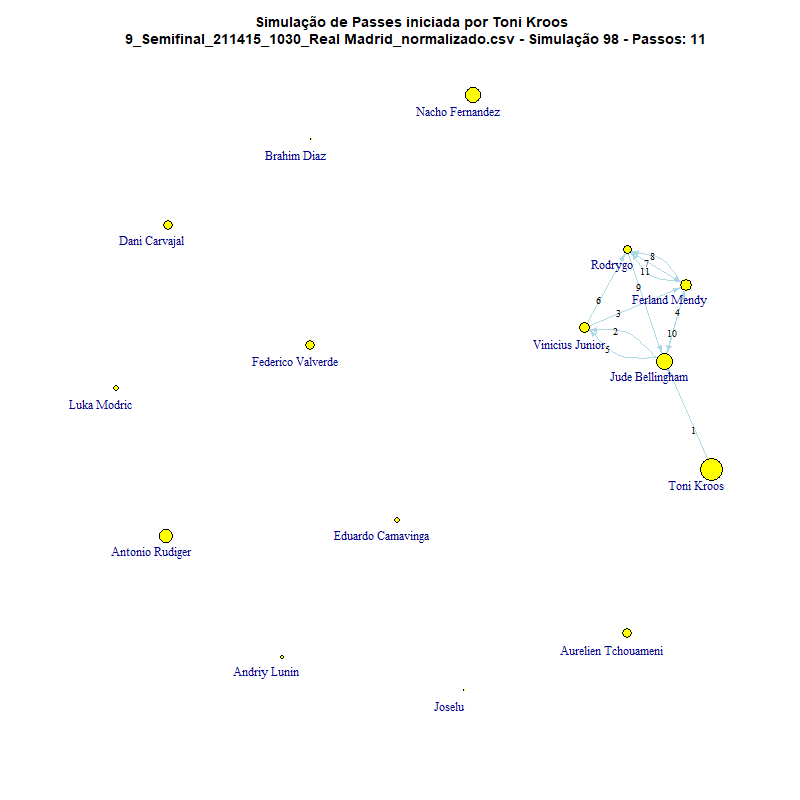 Simulação de Passes iniciada por Toni Kroos
9_Semifinal_211415_1030_Real Madrid_normalizado.csv - Simulação 98 - Passos: 11
Nacho Fernandez
Brahim Diaz
Dani Carvajal
8
7
Rodrygo
11
9
Ferland Mendy
6
3
4
2
10
Vinicius Junior
5
Federico Valverde
Jude Bellingham
Luka Modric
1
Toni Kroos
Eduardo Camavinga
Antonio Rudiger
Aurelien Tchouameni
Andriy Lunin
Joselu